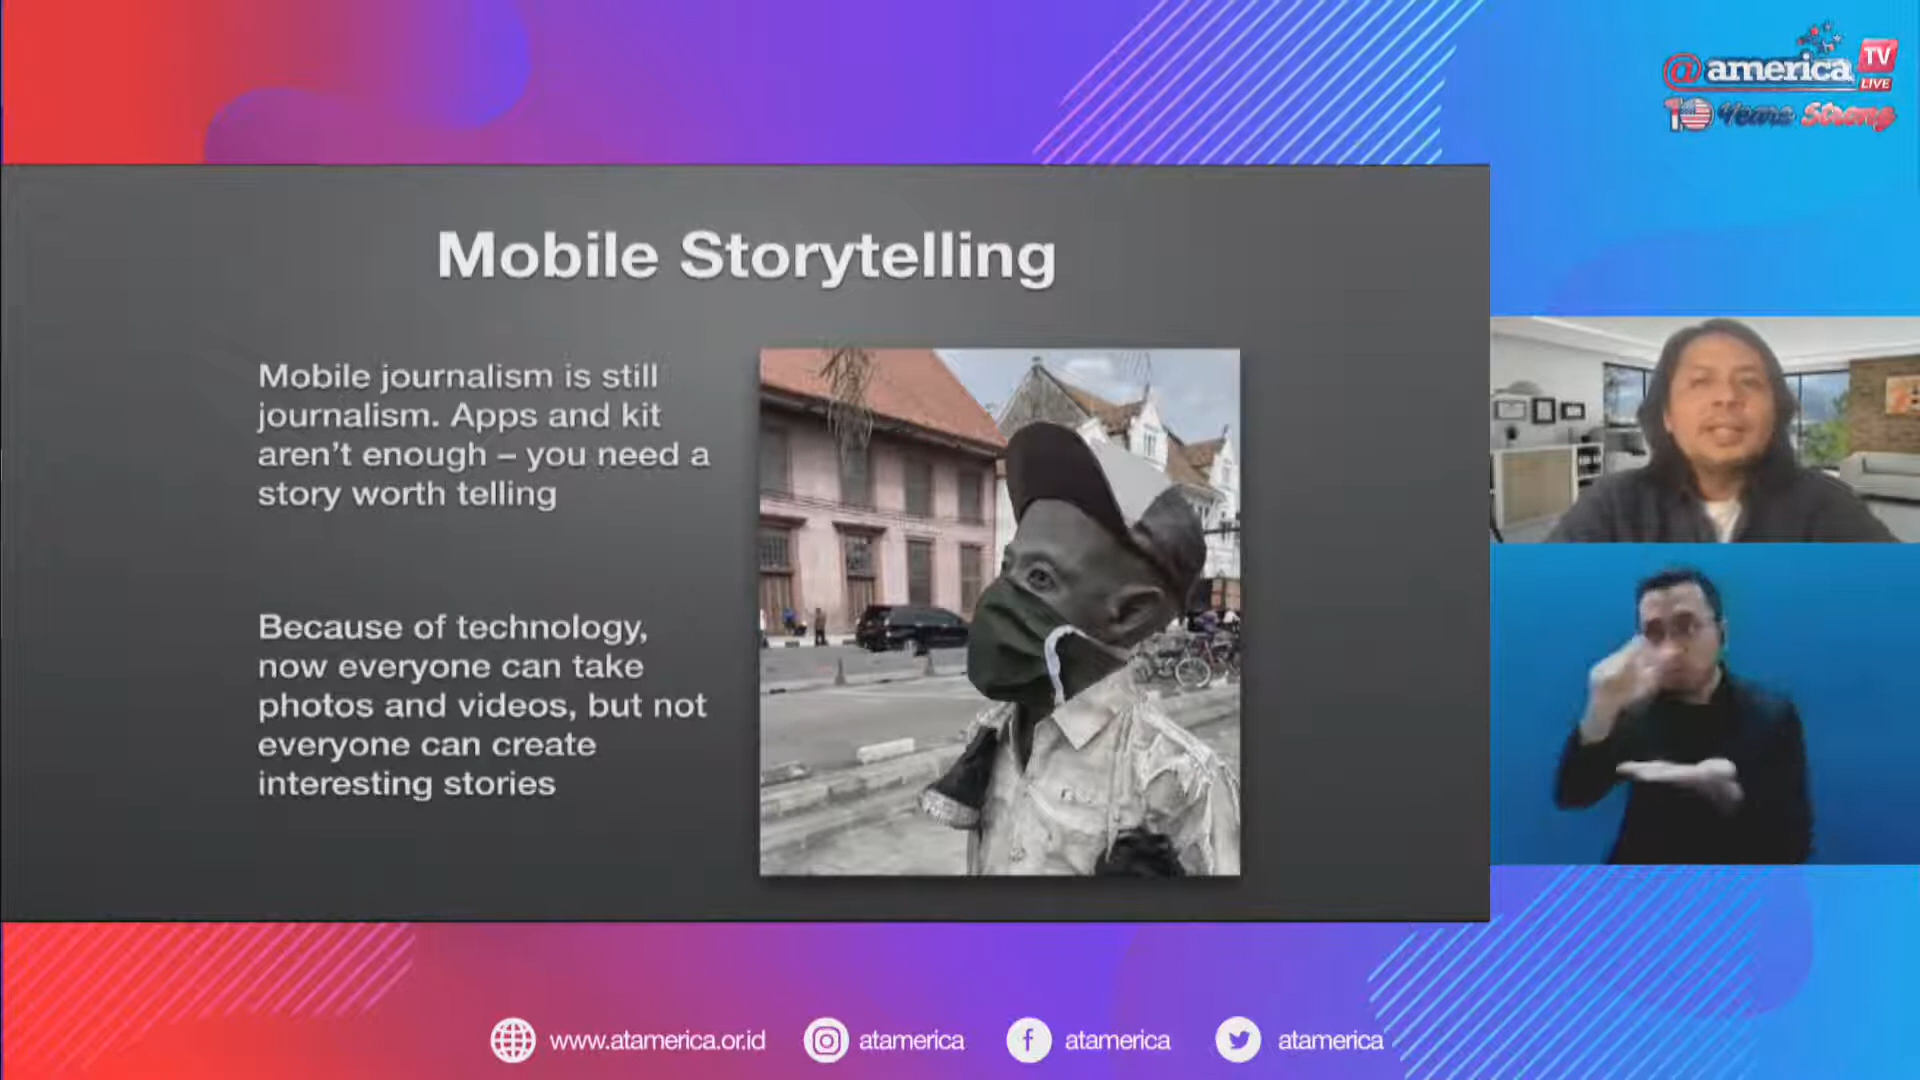 @america TV
LIVE
10 Years Strong
Mobile Storytelling
Mobile journalism is still
journalism. Apps and kit
aren’t enough – you need a
story worth telling
Because of technology,
now everyone can take
photos and videos, but not
everyone can create
interesting stories
www.atamerica.or.id
atamerica
atamerica
atamerica